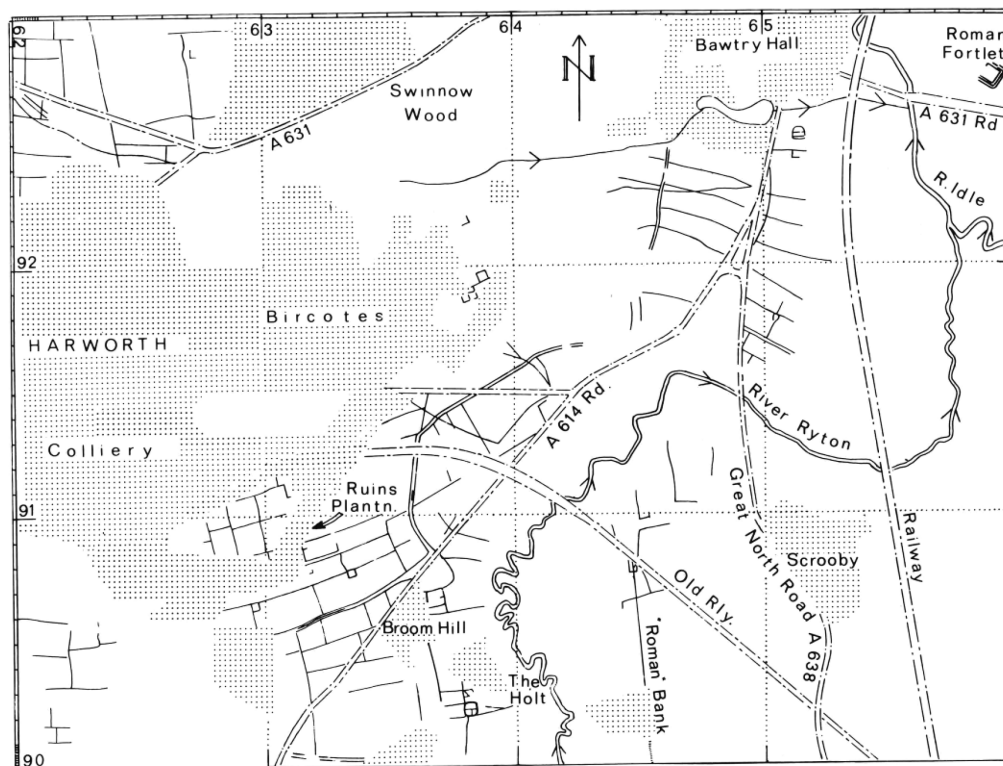 62
63
64
65
Roman
Fortlet
Bawtry Hall
N
Swinnow
Wood
A 631
A 631 Rd
R. Idle
92
Bircotes
HARWORTH
A 614 Rd.
River Ryton
Colliery
Ruins
Plantn.
91
Great North Road A 638
Railway
Scrooby
Old Rly.
Broom Hill
"Roman" Bank
The
Holt
90